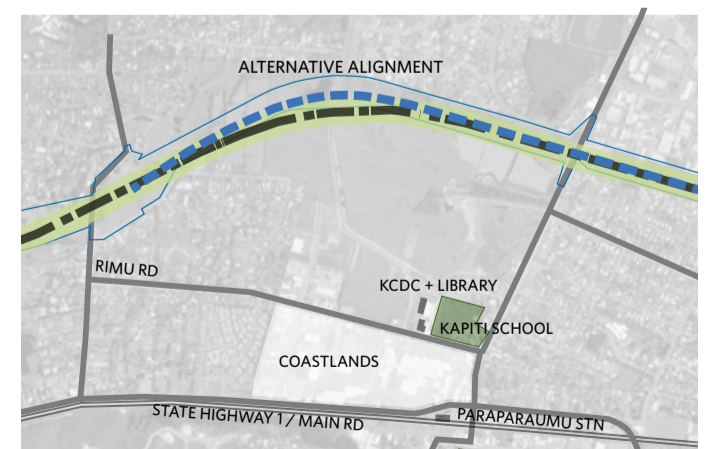 ALTERNATIVE ALIGNMENT
RIMU RD
KCDC + LIBRARY
KAPITI SCHOOL
COASTLANDS
STATE HIGHWAY 1 / MAIN RD
PARAPARAUMU STN